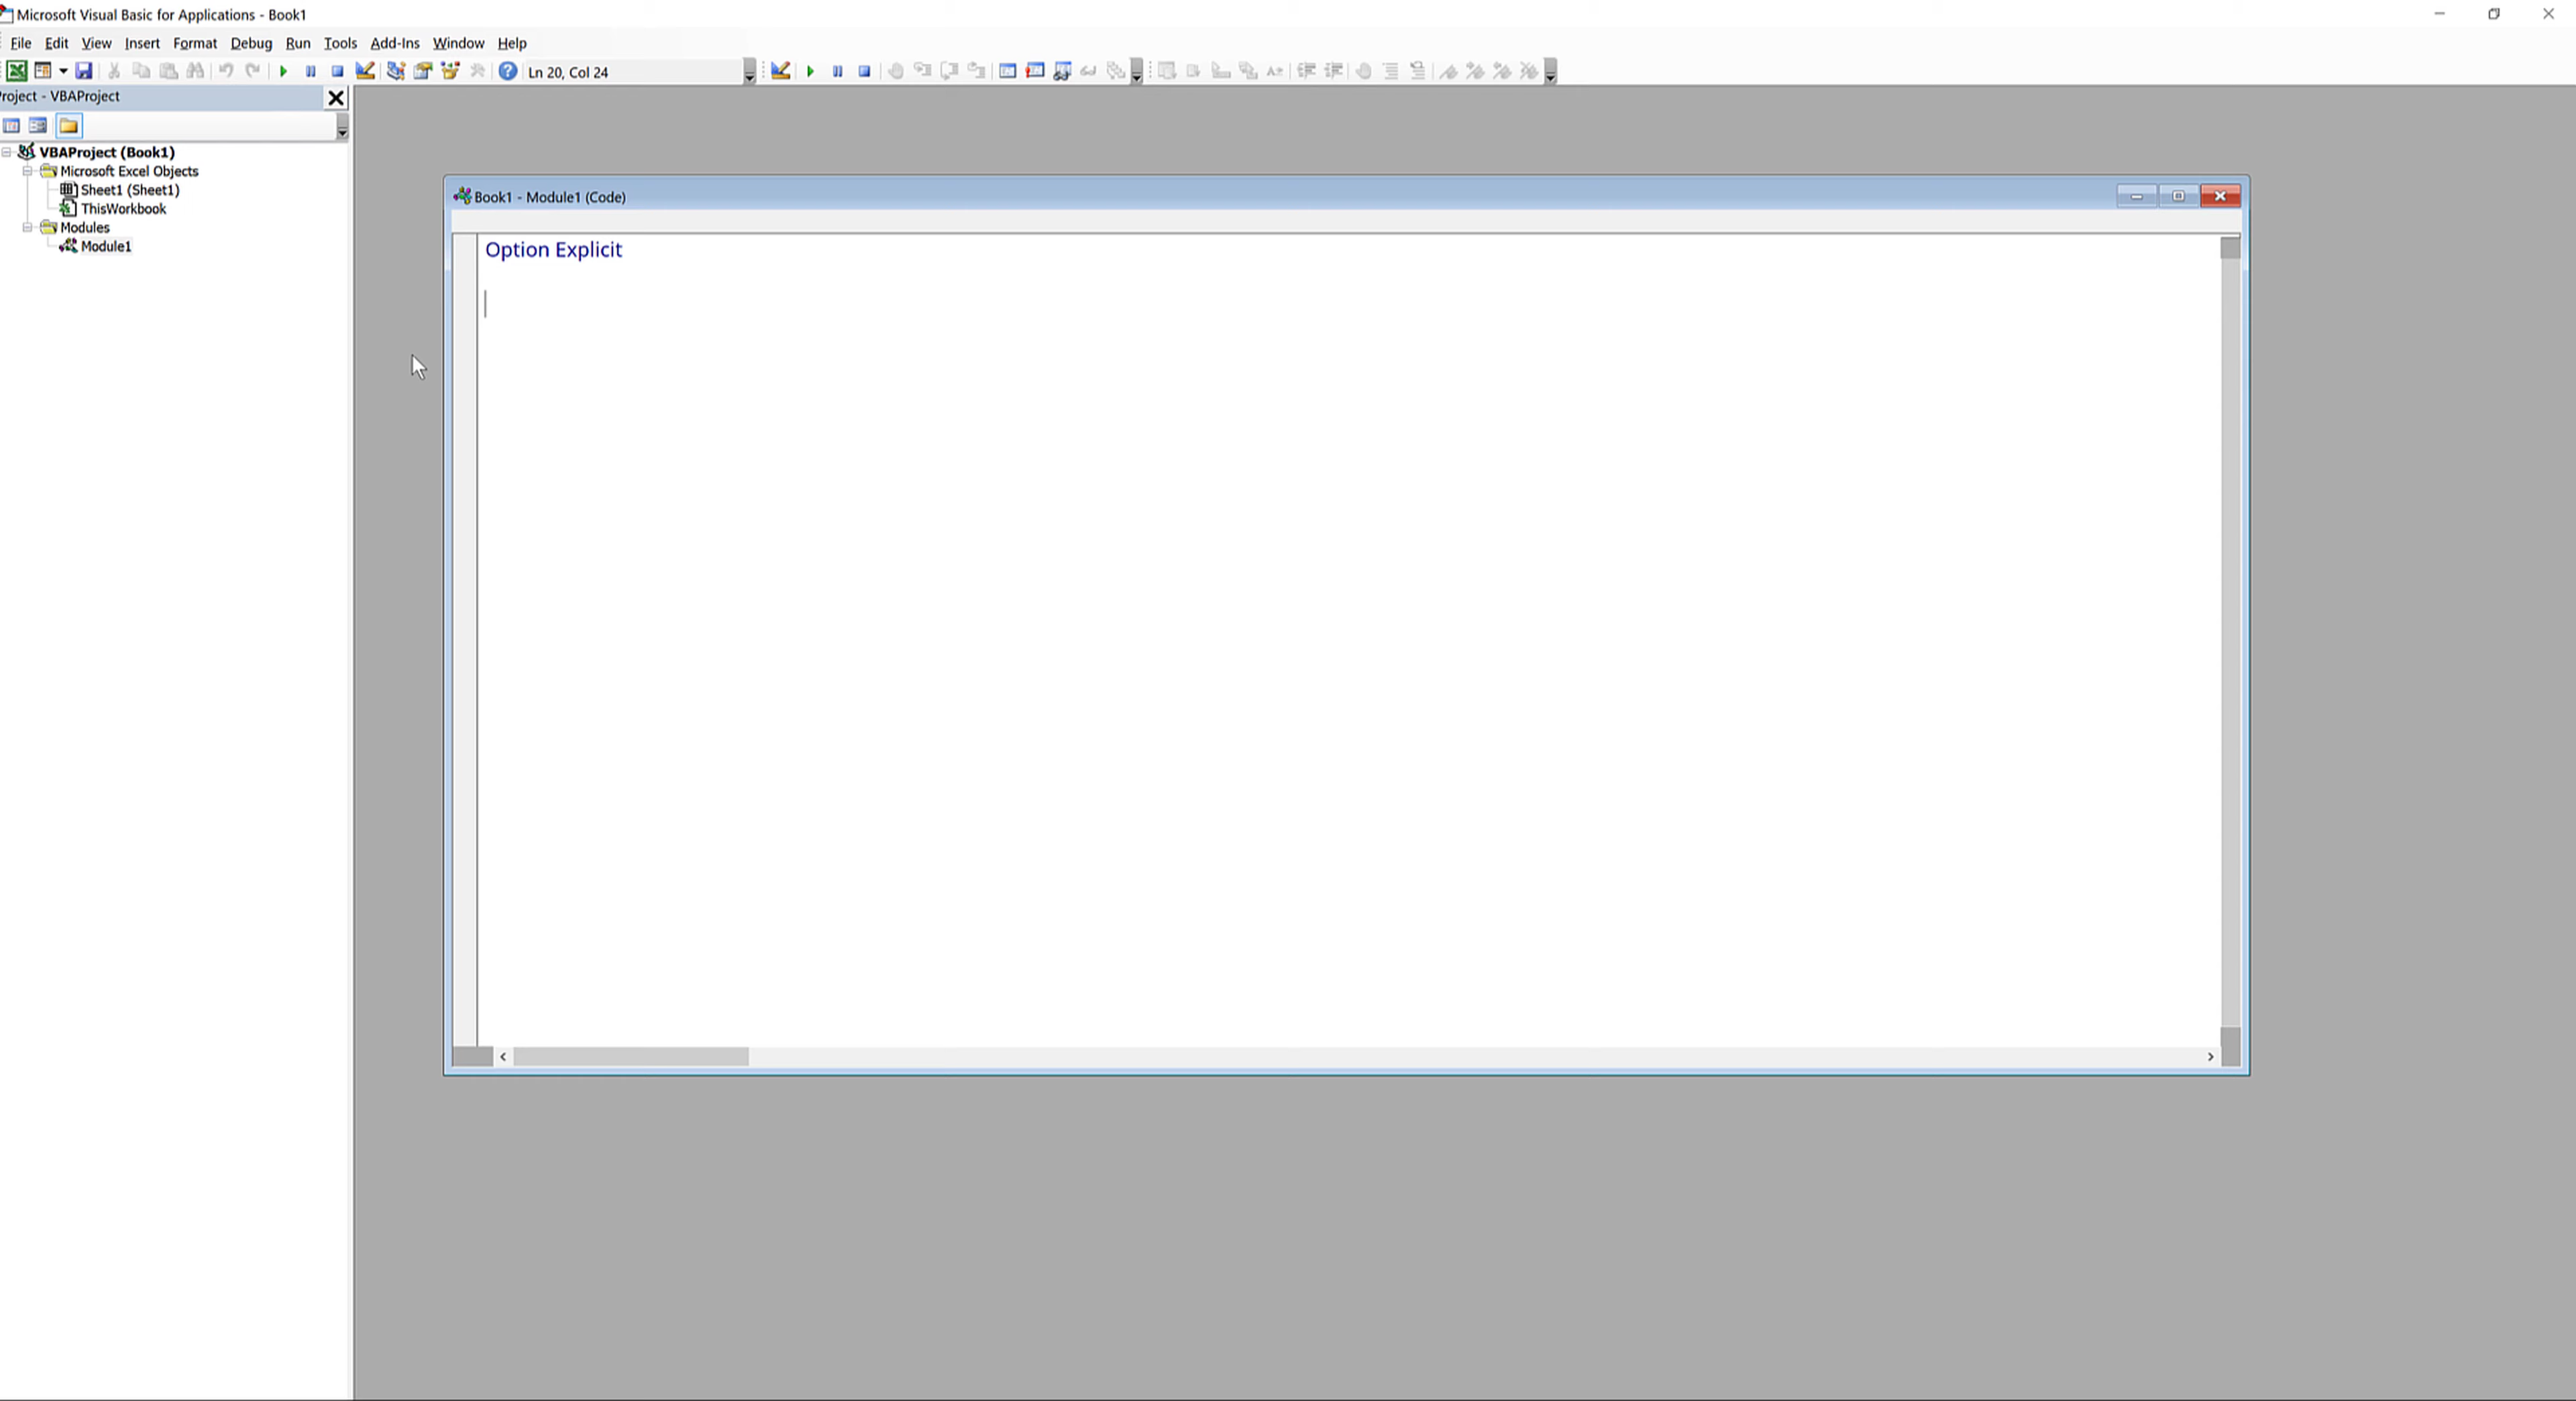 Microsoft Visual Basic for Applications - Book1
File Edit View Insert Format Debug Run Tools Add-Ins Window Help
Ln 20, Col 24
roject - VBAProject
VBAProject (Book1)
Microsoft Excel Objects
Sheet1 (Sheet1)
ThisWorkbook
Modules
Module1
Book1 - Module1 (Code)
Option Explicit